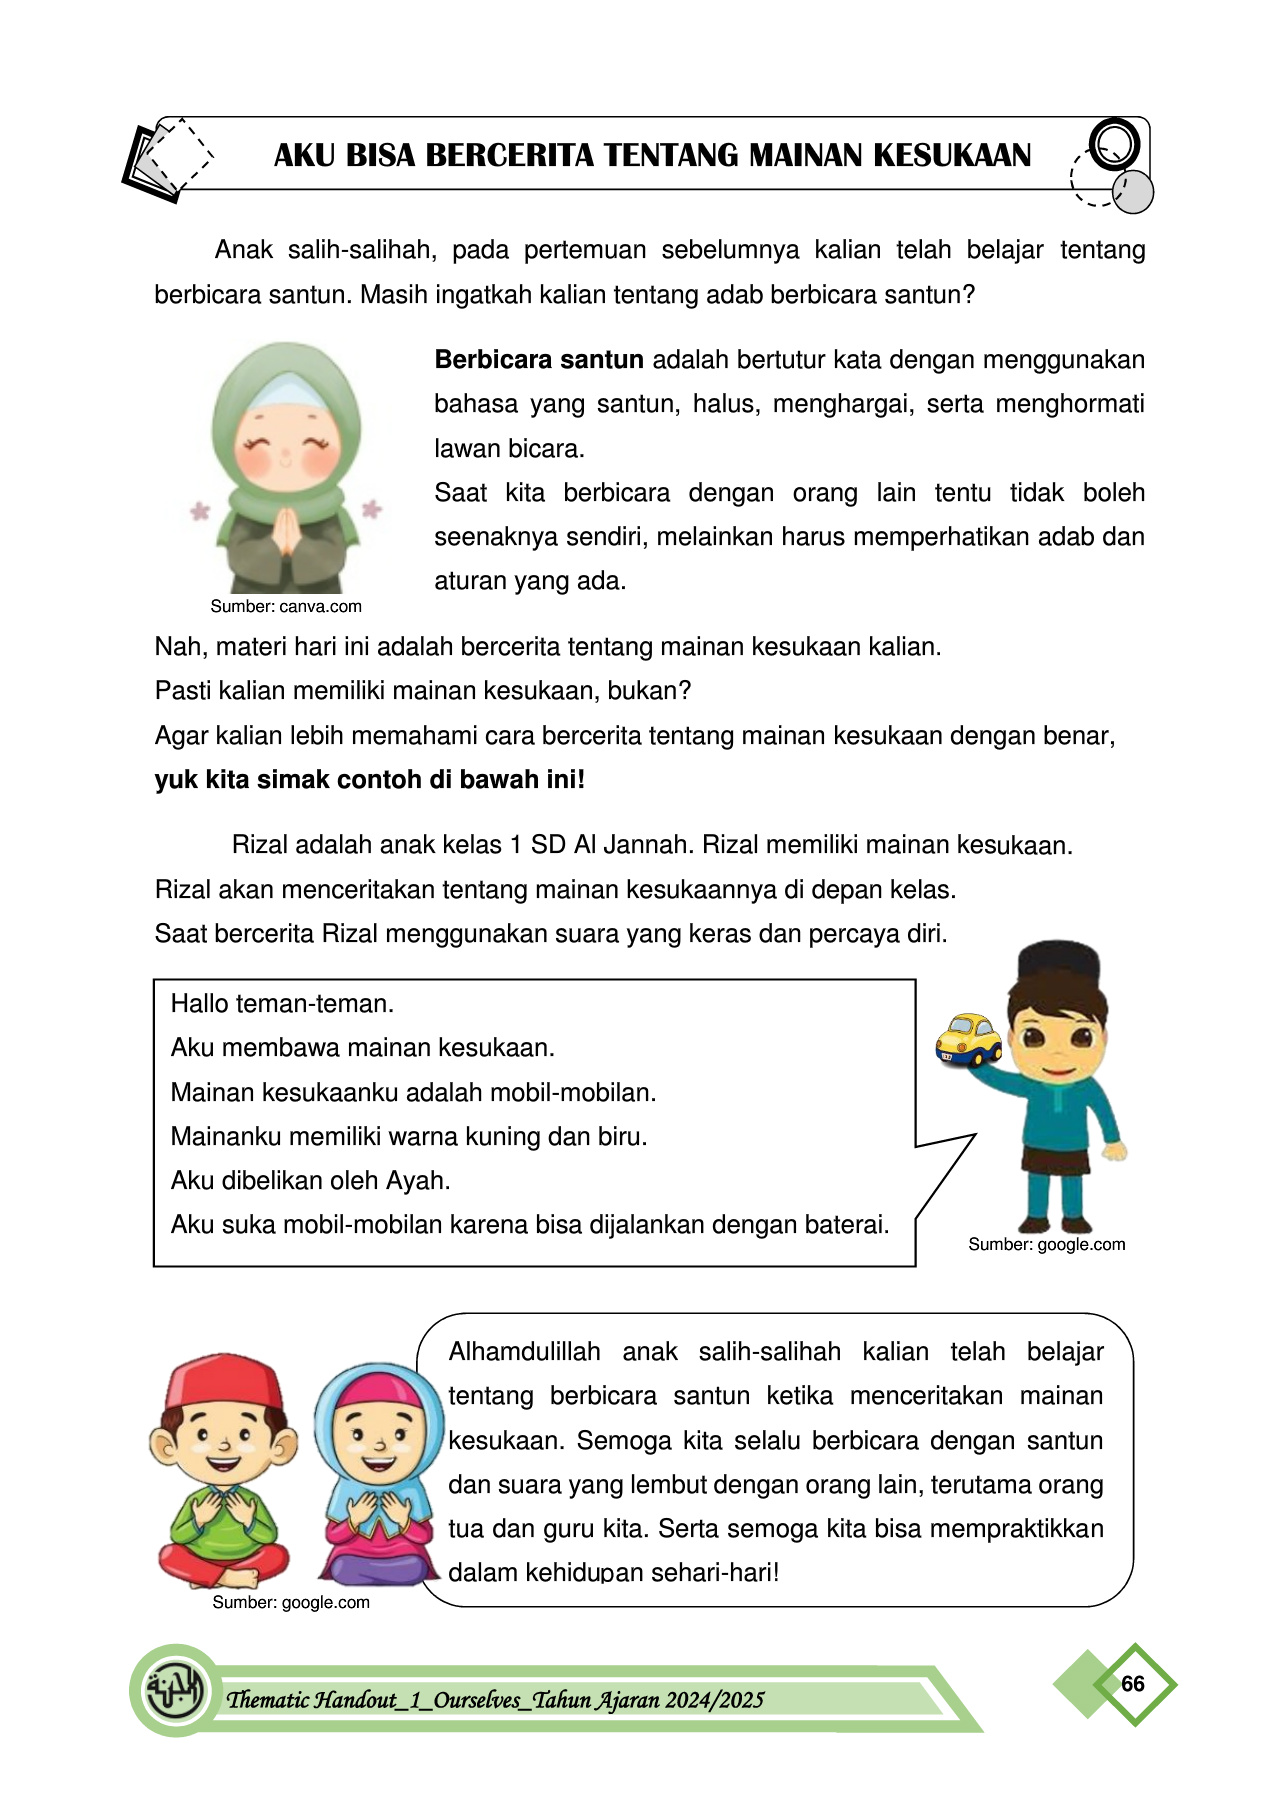 AKU BISA BERCERITA TENTANG MAINAN KESUKAAN
Anak salih-salihah, pada pertemuan sebelumnya kalian telah belajar tentang
berbicara santun. Masih ingatkah kalian tentang adab berbicara santun?
Berbicara santun adalah bertutur kata dengan menggunakan
bahasa yang santun, halus, menghargai, serta menghormati
lawan bicara.
Saat kita berbicara dengan orang lain tentu tidak boleh
seenaknya sendiri, melainkan harus memperhatikan adab dan
aturan yang ada.
Sumber: canva.com
Nah, materi hari ini adalah bercerita tentang mainan kesukaan kalian.
Pasti kalian memiliki mainan kesukaan, bukan?
Agar kalian lebih memahami cara bercerita tentang mainan kesukaan dengan benar,
yuk kita simak contoh di bawah ini!
Rizal adalah anak kelas 1 SD Al Jannah. Rizal memiliki mainan kesukaan.
Rizal akan menceritakan tentang mainan kesukaannya di depan kelas.
Saat bercerita Rizal menggunakan suara yang keras dan percaya diri.
Hallo teman-teman.
Aku membawa mainan kesukaan.
Mainan kesukaanku adalah mobil-mobilan.
Mainanku memiliki warna kuning dan biru.
Aku dibelikan oleh Ayah.
Aku suka mobil-mobilan karena bisa dijalankan dengan baterai.
Sumber: google.com
Alhamdulillah anak salih-salihah kalian telah belajar
tentang berbicara santun ketika menceritakan mainan
kesukaan. Semoga kita selalu berbicara dengan santun
dan suara yang lembut dengan orang lain, terutama orang
tua dan guru kita. Serta semoga kita bisa mempraktikkan
dalam kehidupan sehari-hari!
Sumber: google.com
Thematic Handout_1_Ourselves_Tahun Ajaran 2024/2025
66